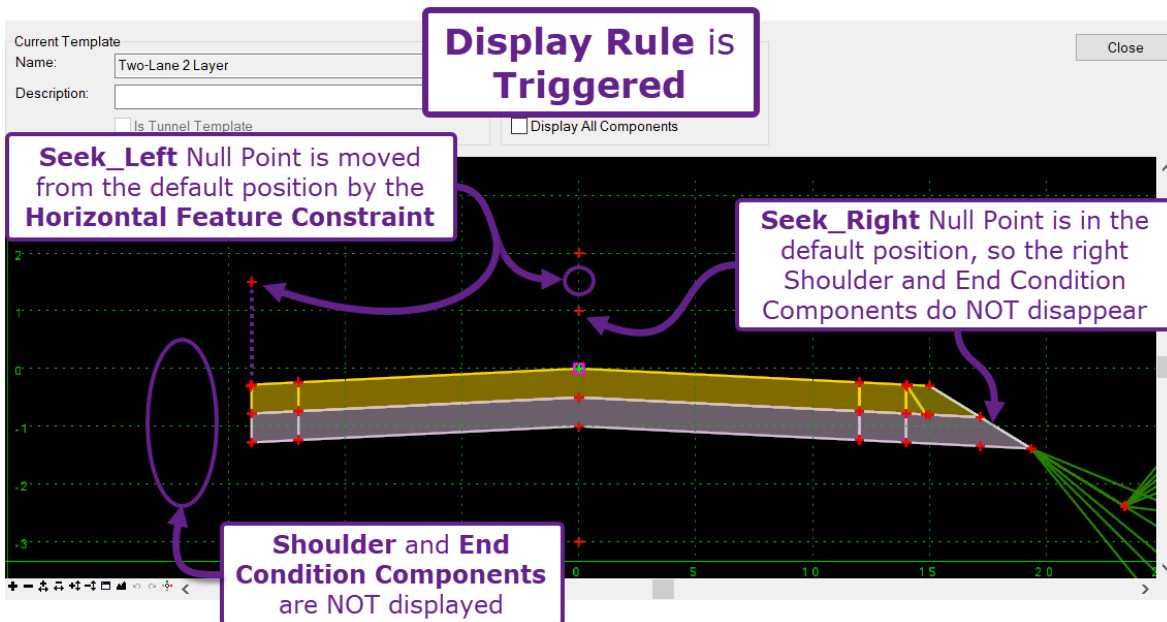 Display Rule is
Triggered
Current Template
Name:
Two-Lane 2 Layer
Close
Description:
Is Tunnel Template
Display All Components
Seek_Left Null Point is moved
from the default position by the
Horizontal Feature Constraint
Seek_Right Null Point is in the
default position, so the right
Shoulder and End Condition
Components do NOT disappear
2
1
0
-1
-2
-3
0
5
15
20
Shoulder and End
Condition Components
are NOT displayed